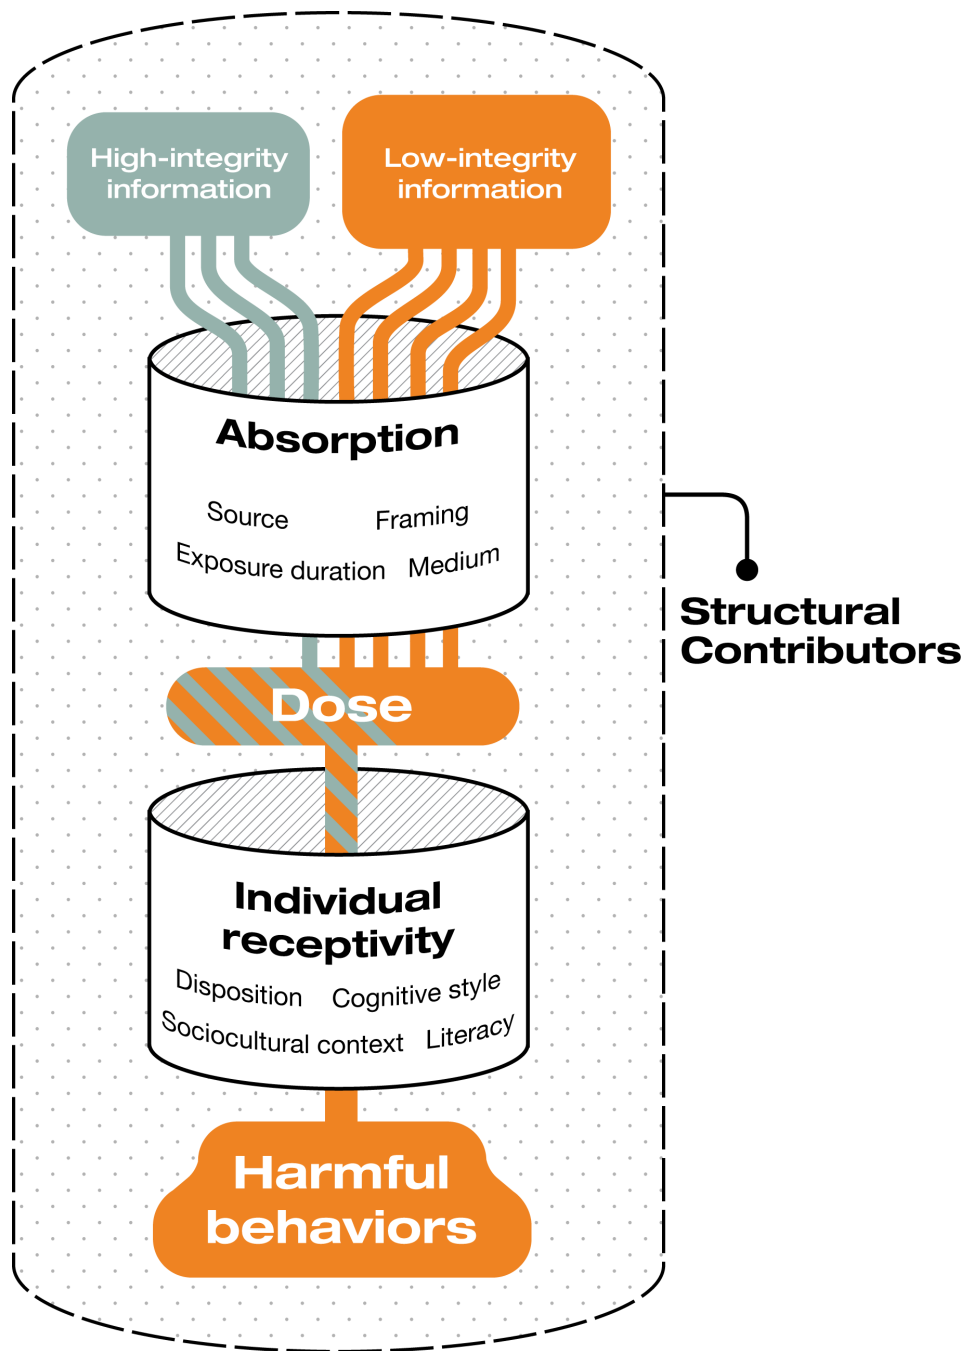 High-integrity
information
Low-integrity
information
Absorption
Source
Framing
Exposure duration
Medium
Structural
Contributors
Dose
Individual
receptivity
Disposition
Cognitive style
Sociocultural context
Literacy
Harmful
behaviors